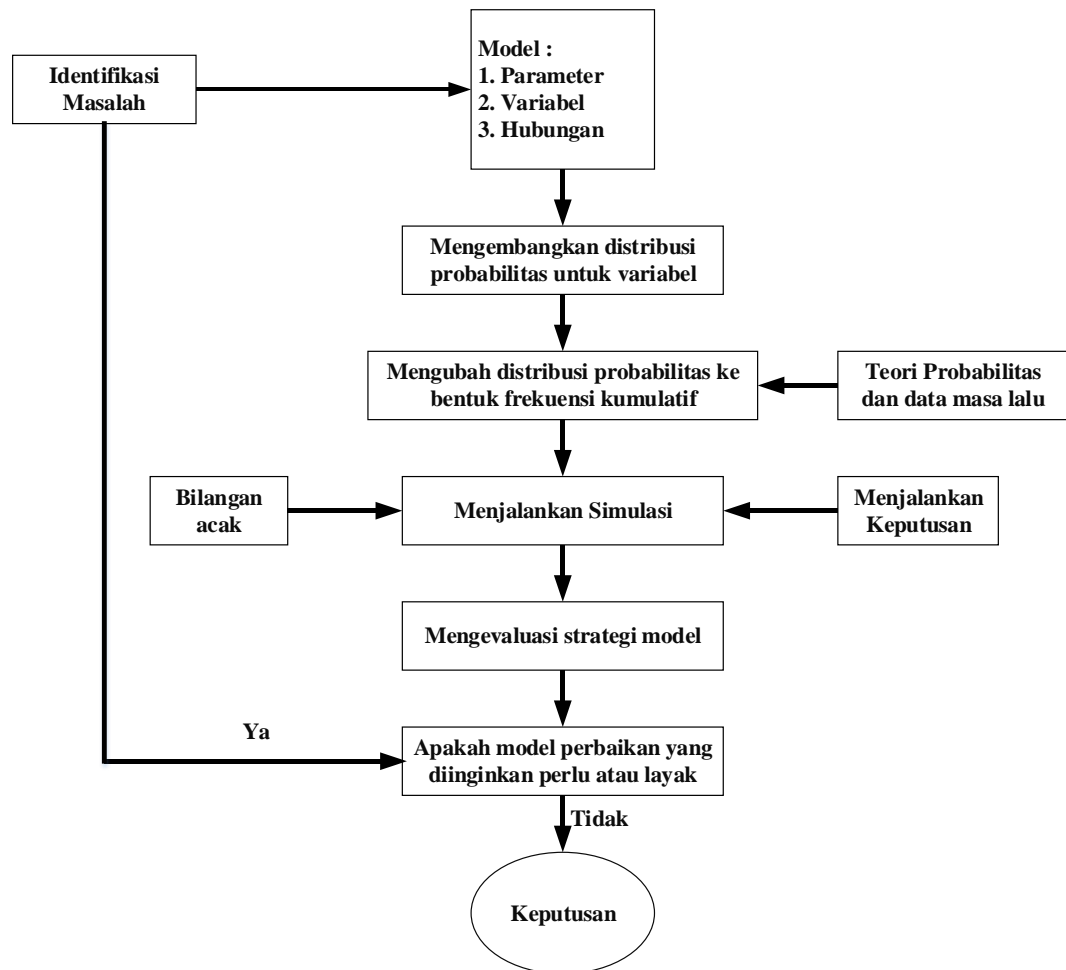 Identifikasi
Masalah
Model :
1. Parameter
2. Variabel
3. Hubungan
Mengembangkan distribusi
probabilitas untuk variabel
Mengubah distribusi probabilitas ke
bentuk frekuensi kumulatif
Teori Probabilitas
dan data masa lalu
Bilangan
acak
Menjalankan Simulasi
Menjalankan
Keputusan
Mengevaluasi strategi model
Ya
Apakah model perbaikan yang
diinginkan perlu atau layak
Tidak
Keputusan